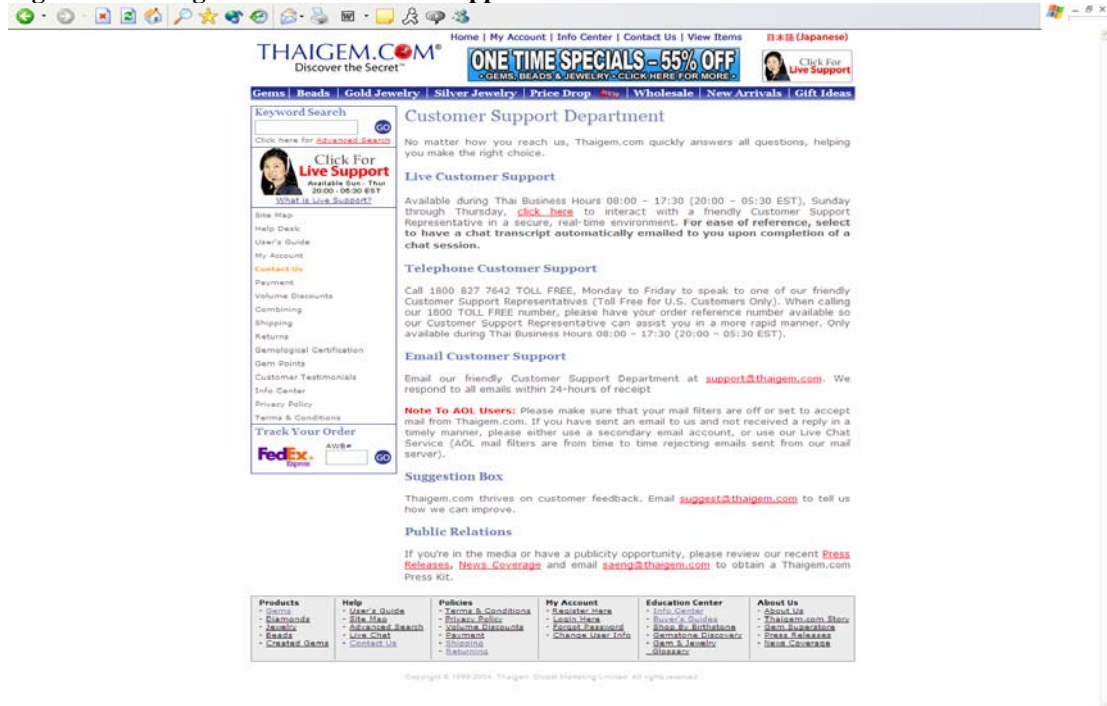 Home | My Account | Info Center | Contact Us | View Items
日本語 (Japanese)
THAIGEM.COM®
Discover the Secret™
ONE TIME SPECIALS – 55% OFF
• GEMS, BEADS & JEWELRY • CLICK HERE FOR MORE •
Click For
Live Support
Gems | Beads | Gold Jewelry | Silver Jewelry | Price Drop New | Wholesale | New Arrivals | Gift Ideas
Keyword Search
GO
Click here for Advanced Search
Click For
Live Support
Available Sun - Thur
20:00 - 05:30 EST
What is Live Support?
Site Map
Help Desk
User's Guide
My Account
Contact Us
Payment
Volume Discounts
Combining
Shipping
Returns
Gemological Certification
Gem Points
Customer Testimonials
Info Center
Privacy Policy
Terms & Conditions
Track Your Order
FedEx Express
AWB#
GO
Customer Support Department
No matter how you reach us, Thaigem.com quickly answers all questions, helping
you make the right choice.
Live Customer Support
Available during Thai Business Hours 08:00 – 17:30 (20:00 – 05:30 EST), Sunday
through Thursday, click here to interact with a friendly Customer Support
Representative in a secure, real-time environment. For ease of reference, select
to have a chat transcript automatically emailed to you upon completion of a
chat session.
Telephone Customer Support
Call 1800 827 7642 TOLL FREE, Monday to Friday to speak to one of our friendly
Customer Support Representatives (Toll Free for U.S. Customers Only). When calling
our 1800 TOLL FREE number, please have your order reference number available so
our Customer Support Representative can assist you in a more rapid manner. Only
available during Thai Business Hours 08:00 – 17:30 (20:00 – 05:30 EST).
Email Customer Support
Email our friendly Customer Support Department at support@thaigem.com. We
respond to all emails within 24-hours of receipt
Note To AOL Users: Please make sure that your mail filters are off or set to accept
mail from Thaigem.com. If you have sent an email to us and not received a reply in a
timely manner, please either use a secondary email account, or use our Live Chat
Service (AOL mail filters are from time to time rejecting emails sent from our mail
server).
Suggestion Box
Thaigem.com thrives on customer feedback. Email suggest@thaigem.com to tell us
how we can improve.
Public Relations
If you're in the media or have a publicity opportunity, please review our recent Press
Releases, News Coverage and email saeng@thaigem.com to obtain a Thaigem.com
Press Kit.
Products
- Gems
- Diamonds
- Jewelry
- Beads
- Created Gems
Help
- User's Guide
- Site Map
- Advanced Search
- Live Chat
- Contact Us
Policies
- Terms & Conditions
- Privacy Policy
- Volume Discounts
- Payment
- Shipping
- Returning
My Account
- Register Here
- Login Here
- Forgot Password
- Change User Info
Education Center
- Info Center
- Buyer's Guides
- Shop By Birthstone
- Gemstone Discovery
- Gem & Jewelry
Glossary
About Us
- About Us
- Thaigem.com Story
- Gem Superstore
- Press Releases
- News Coverage
Copyright © 1999-2004, Thaigem Global Marketing Limited. All rights reserved.